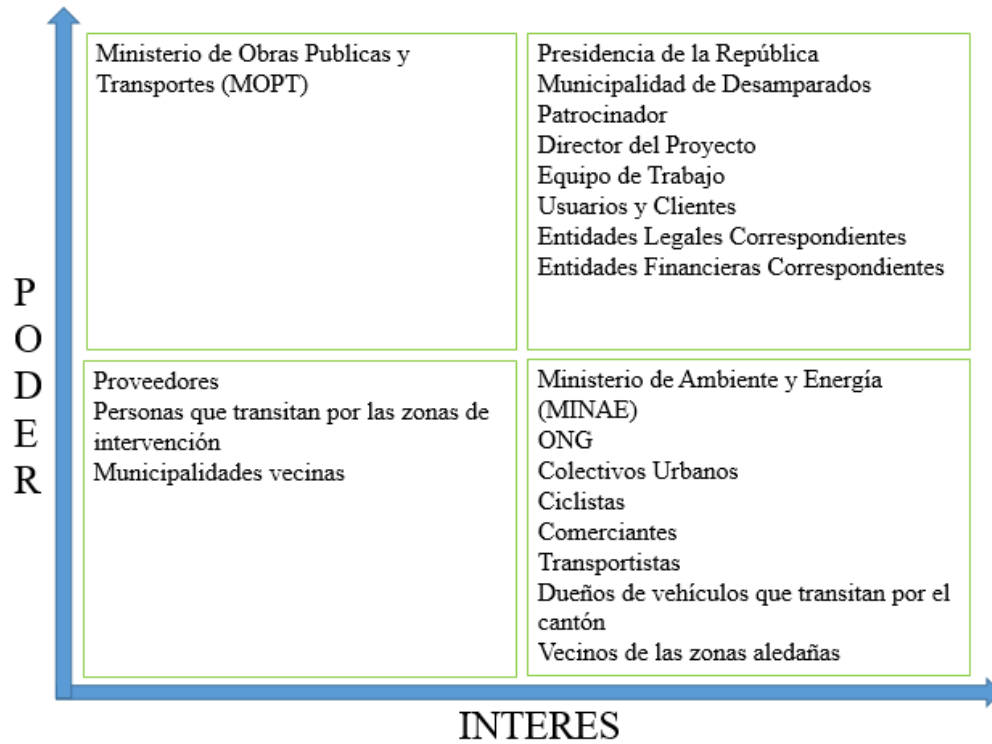 Ministerio de Obras Publicas y
Transportes (MOPT)
Presidencia de la República
Municipalidad de Desamparados
Patrocinador
Director del Proyecto
Equipo de Trabajo
Usuarios y Clientes
Entidades Legales Correspondientes
Entidades Financieras Correspondientes
PODER
Proveedores
Personas que transitan por las zonas de
intervención
Municipalidades vecinas
Ministerio de Ambiente y Energía
(MINAE)
ONG
Colectivos Urbanos
Ciclistas
Comerciantes
Transportistas
Dueños de vehículos que transitan por el
cantón
Vecinos de las zonas aledañas
INTERES